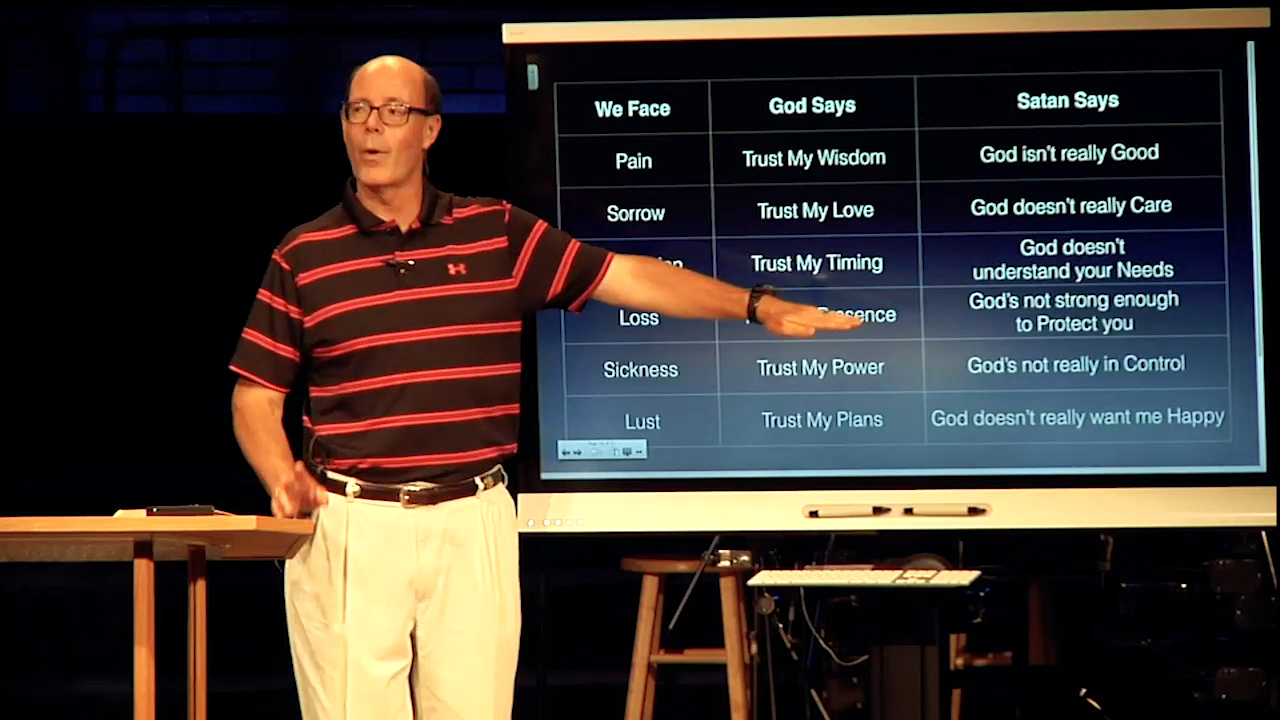 We Face God Says Satan Says
Pain Trust My Wisdom God isn't really Good
Sorrow Trust My Love God doesn't really Care
Trust My Timing God doesn't
understand your Needs
Loss God's not strong enough
to Protect you
Sickness Trust My Power God's not really in Control
Lust Trust My Plans God doesn't really want me Happy